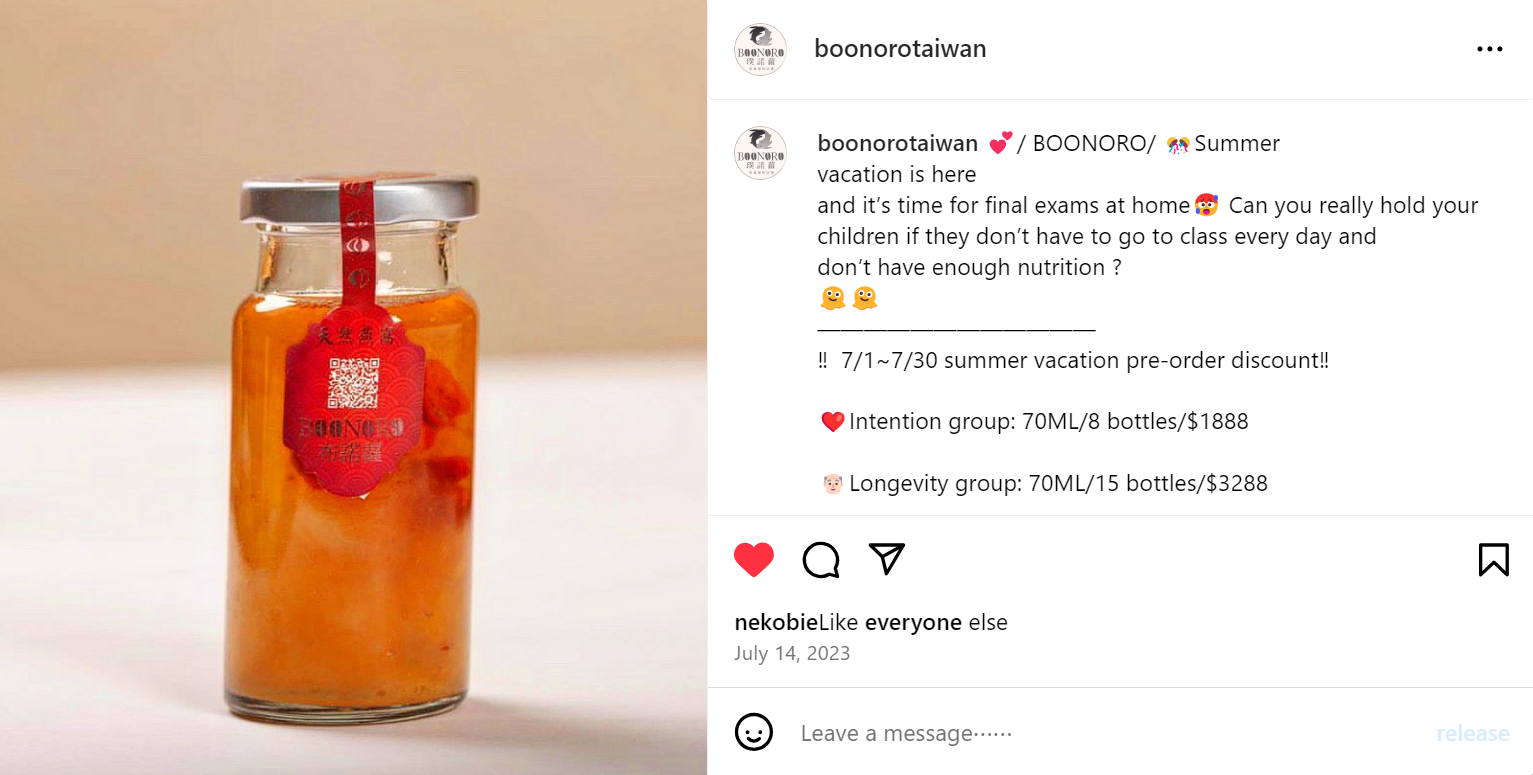 天然燕窩
BOONORO
布諾蘿
BOONORO
璞諾蘿
boonorotaiwan
BOONORO
璞諾蘿
boonorotaiwan 💕/ BOONORO/ 🎊Summer
vacation is here
and it’s time for final exams at home🥵 Can you really hold your
children if they don’t have to go to class every day and
don’t have enough nutrition ?
🫠 🫠
————————————
‼ 7/1~7/30 summer vacation pre-order discount‼
❤️Intention group: 70ML/8 bottles/$1888
👴🏻Longevity group: 70ML/15 bottles/$3288
nekobieLike everyone else
July 14, 2023
Leave a message······
release